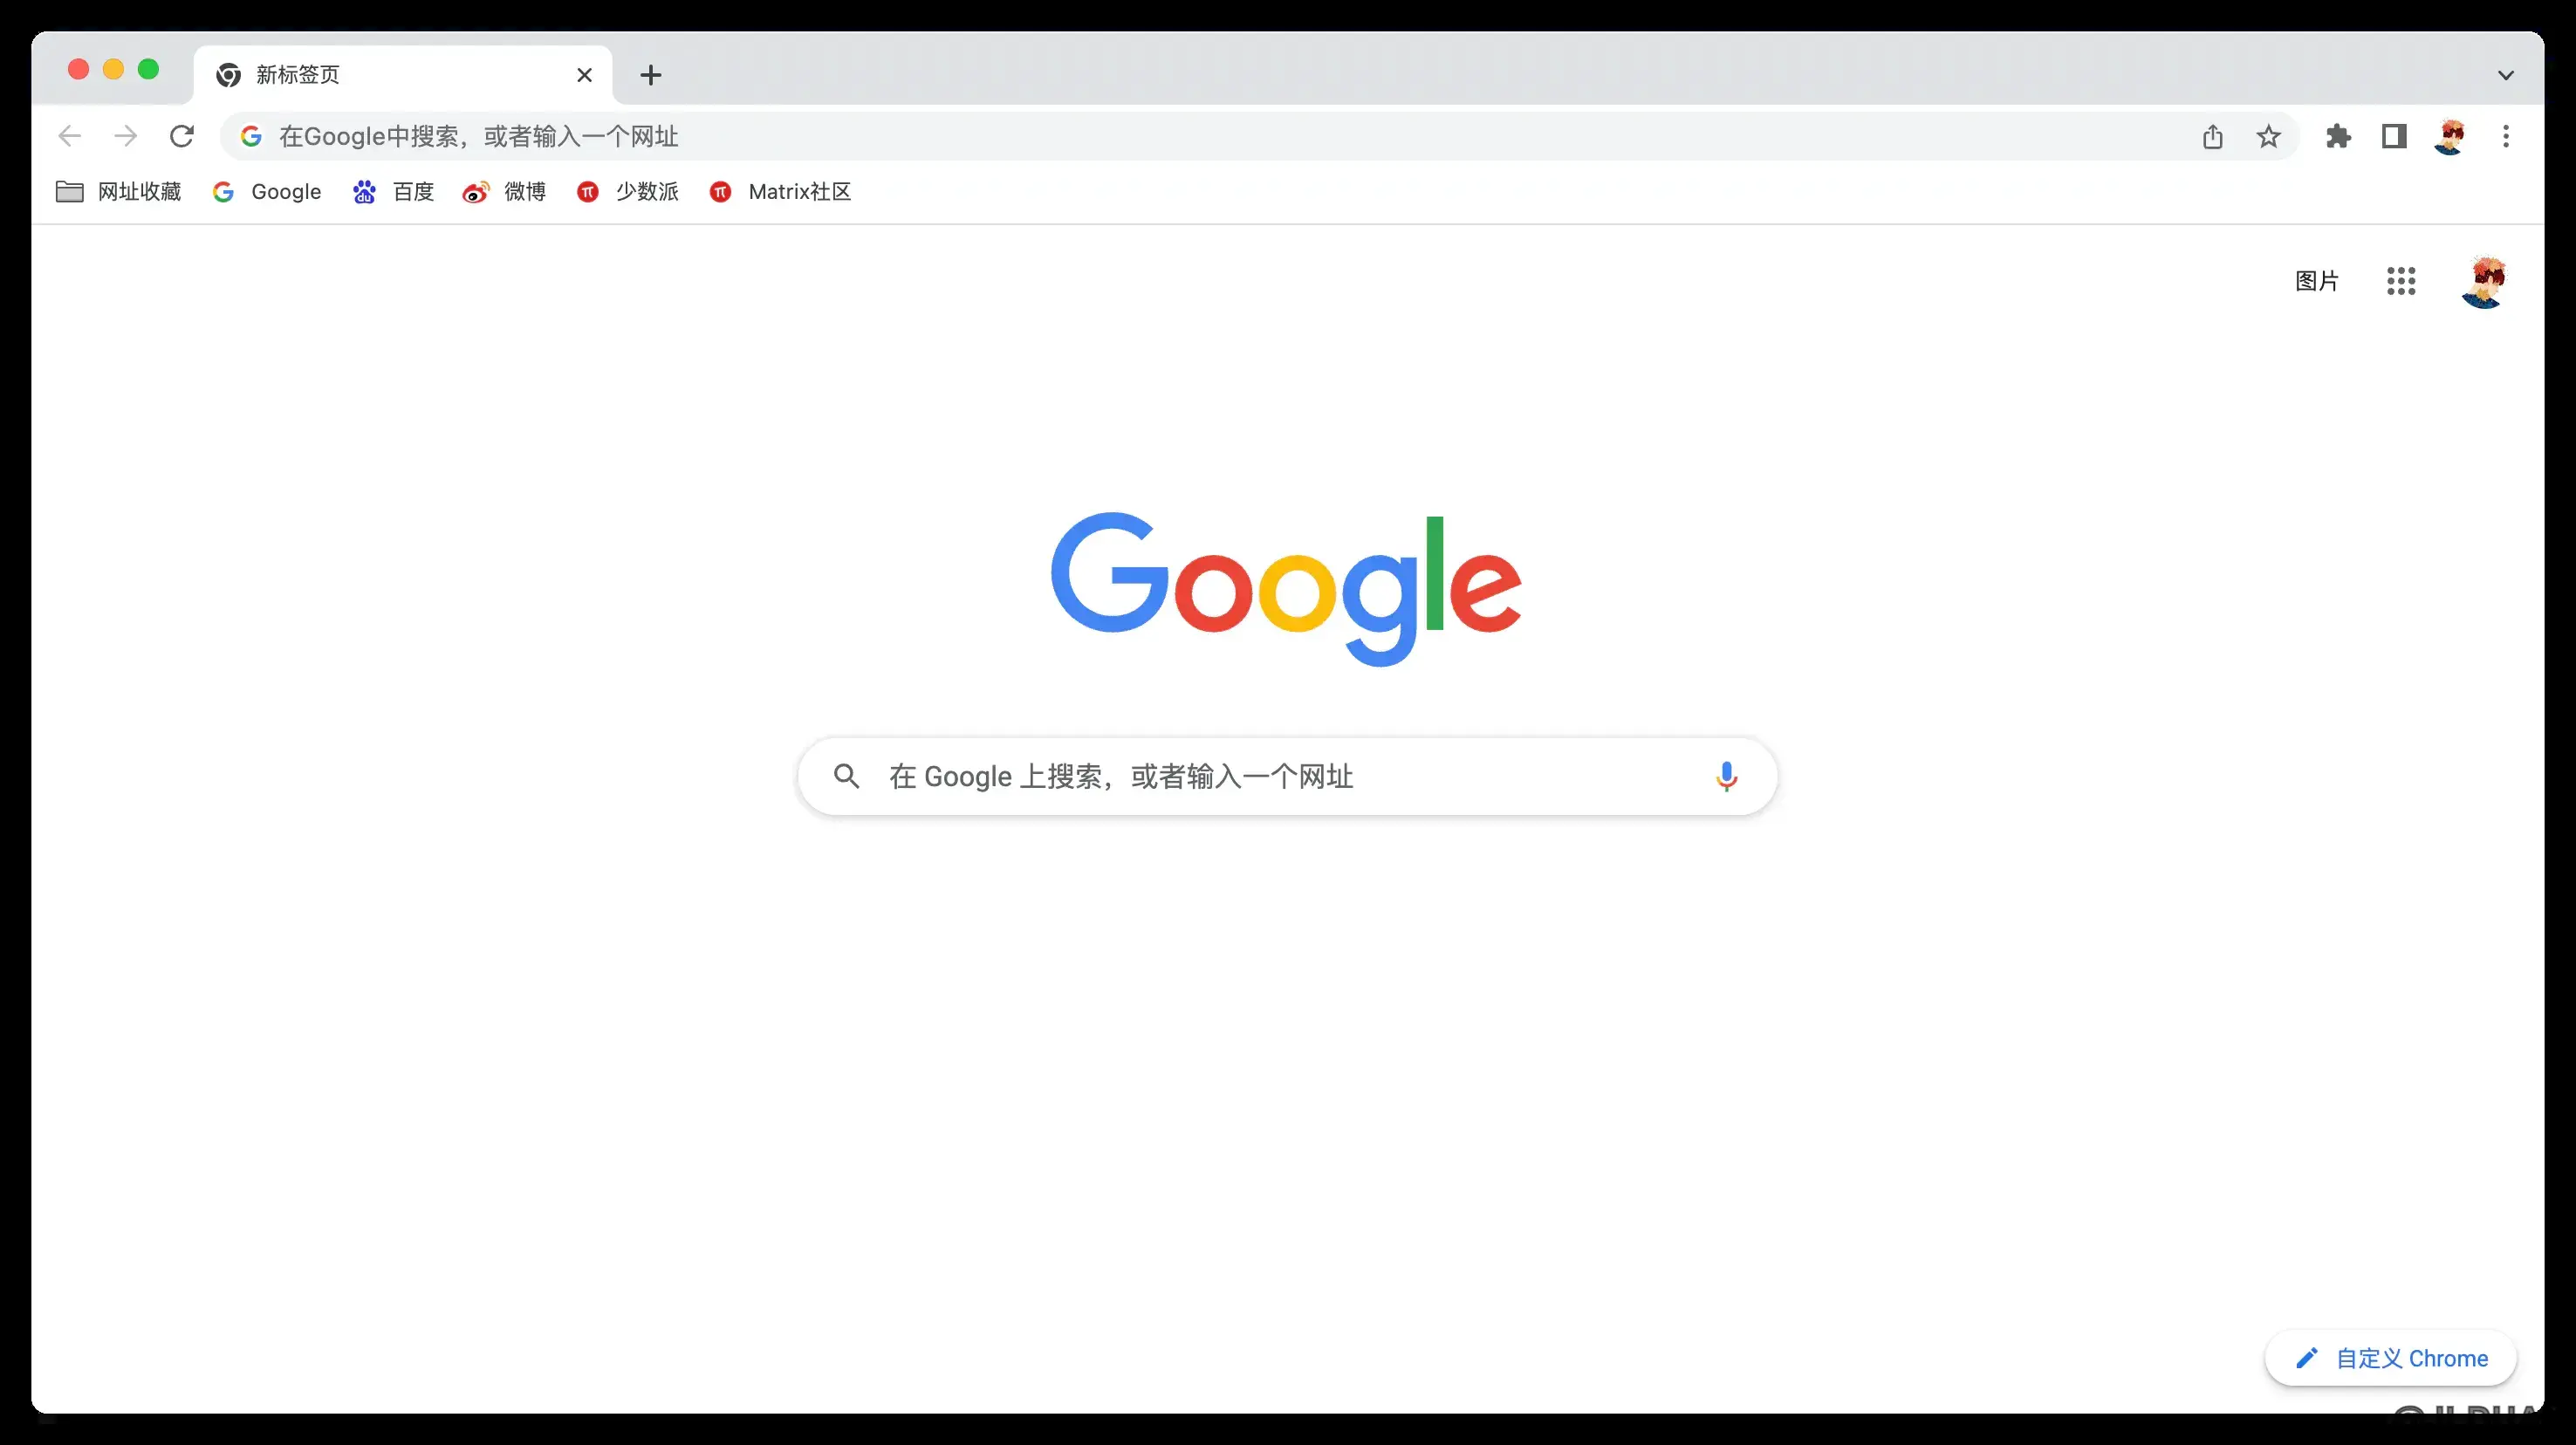 新标签页
在Google中搜索，或者输入一个网址
网址收藏 Google 百度 微博 少数派 Matrix社区
图片
Google
在 Google 上搜索，或者输入一个网址
自定义 Chrome